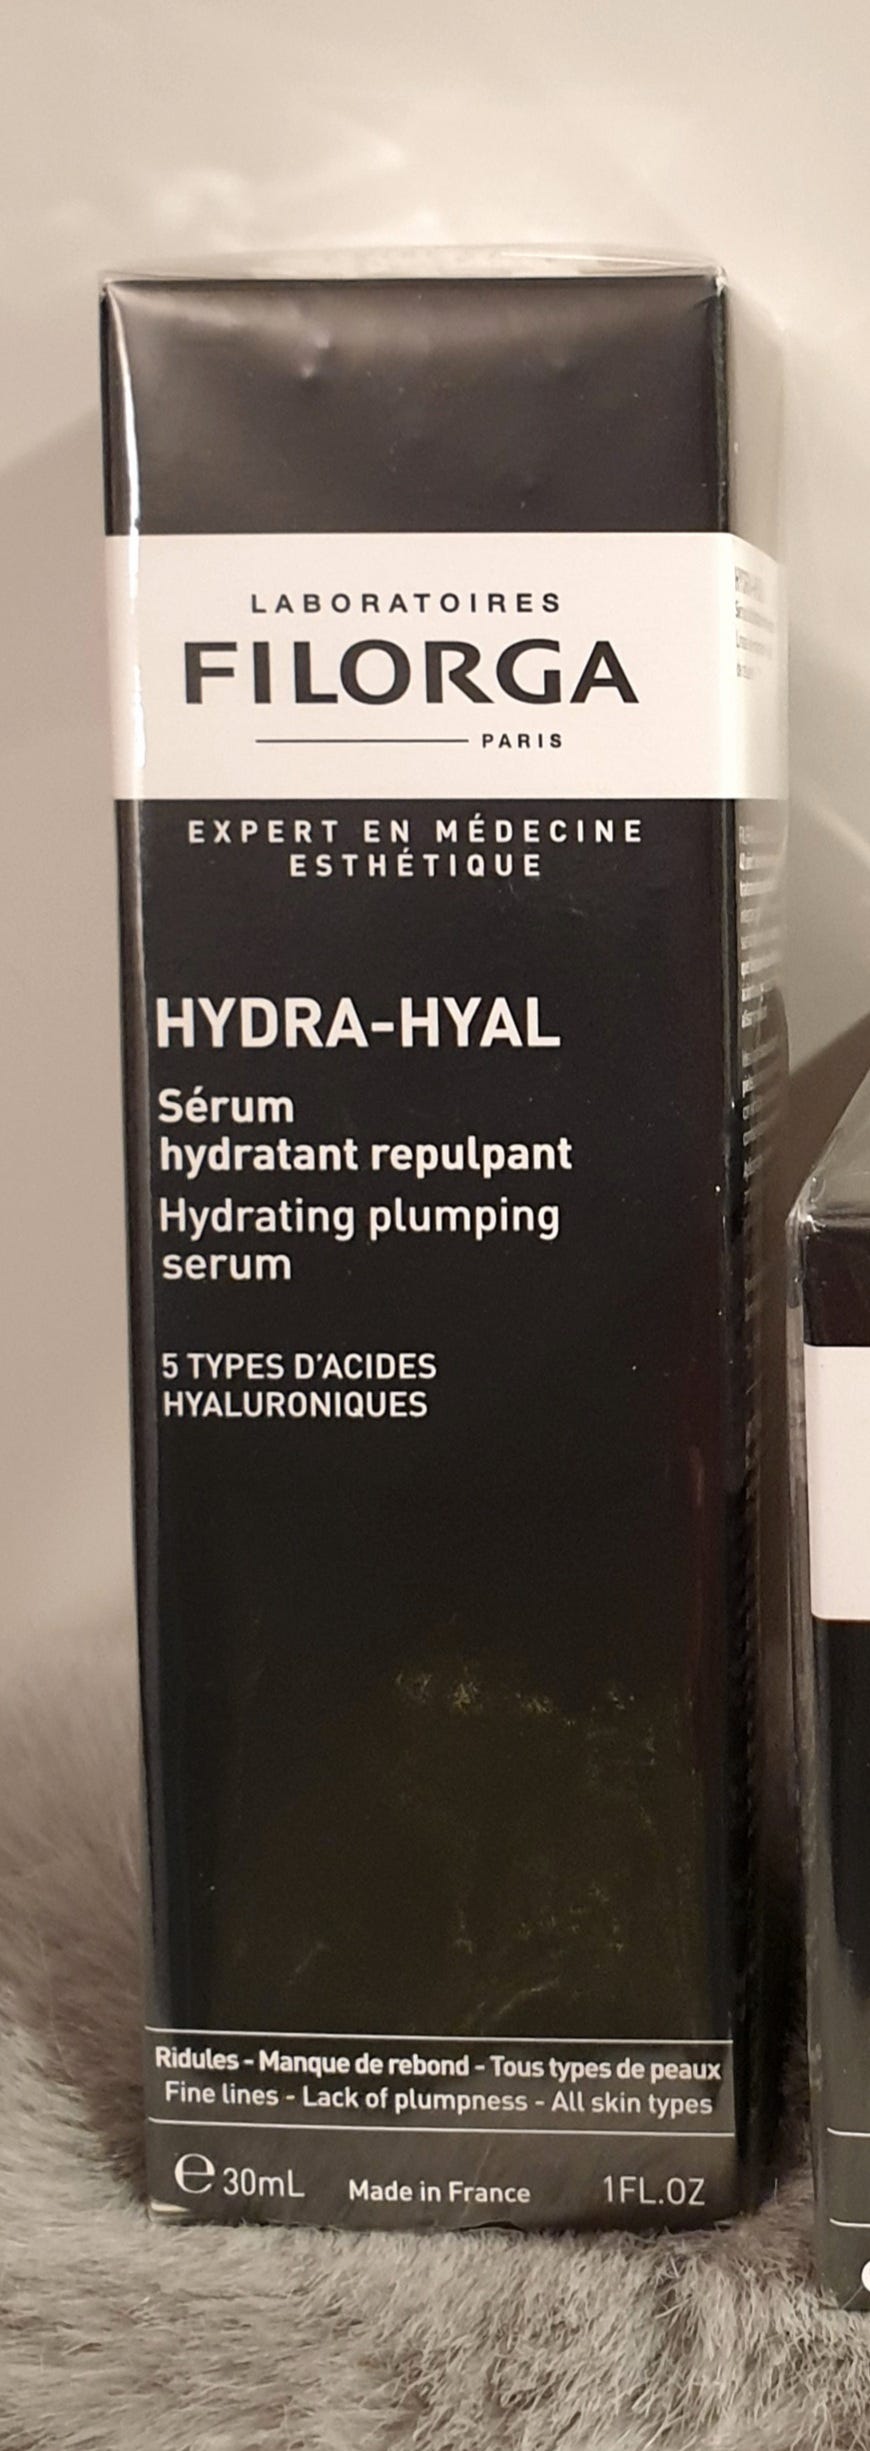 LABORATOIRES
FILORGA
PARIS
EXPERT EN MÉDECINE
ESTHÉTIQUE
HYDRA-HYAL
Sérum
hydratant repulpant
Hydrating plumping
serum
5 TYPES D'ACIDES
HYALURONIQUES
Ridules - Manque de rebond - Tous types de peaux
Fine lines - Lack of plumpness - All skin types
℮ 30mL Made in France 1FL.OZ